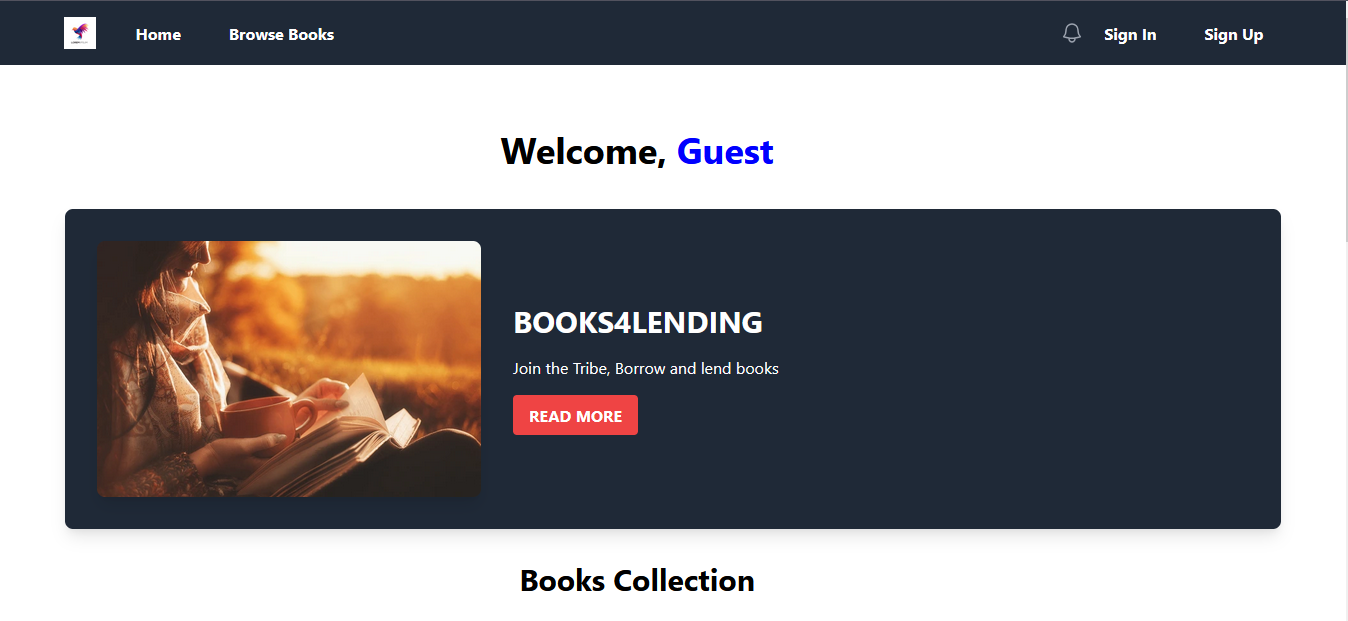 Home Browse Books Sign In Sign Up
Welcome, Guest
BOOKS4LENDING
Join the Tribe, Borrow and lend books
READ MORE
Books Collection